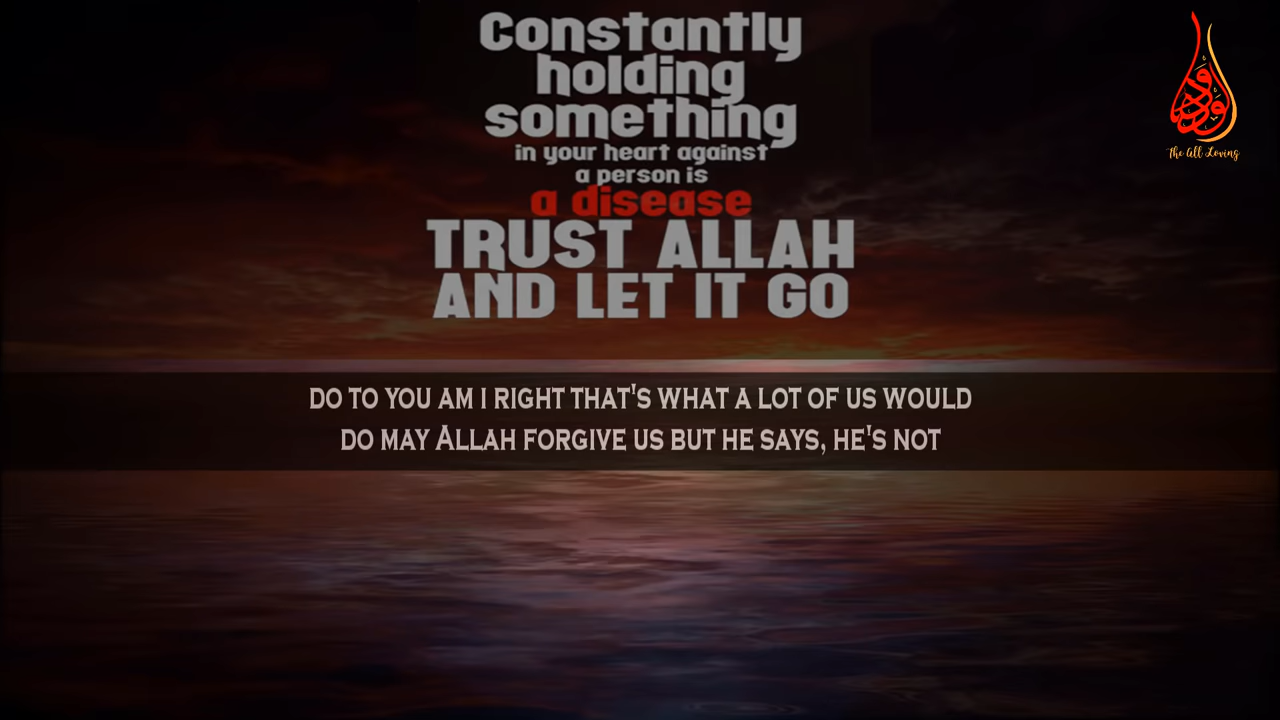 Constantly
holding
something
in your heart against
a person is
a disease
TRUST ALLAH
AND LET IT GO
الودود
The All Loving
DO TO YOU AM I RIGHT THAT'S WHAT A LOT OF US WOULD
DO MAY ALLAH FORGIVE US BUT HE SAYS, HE'S NOT